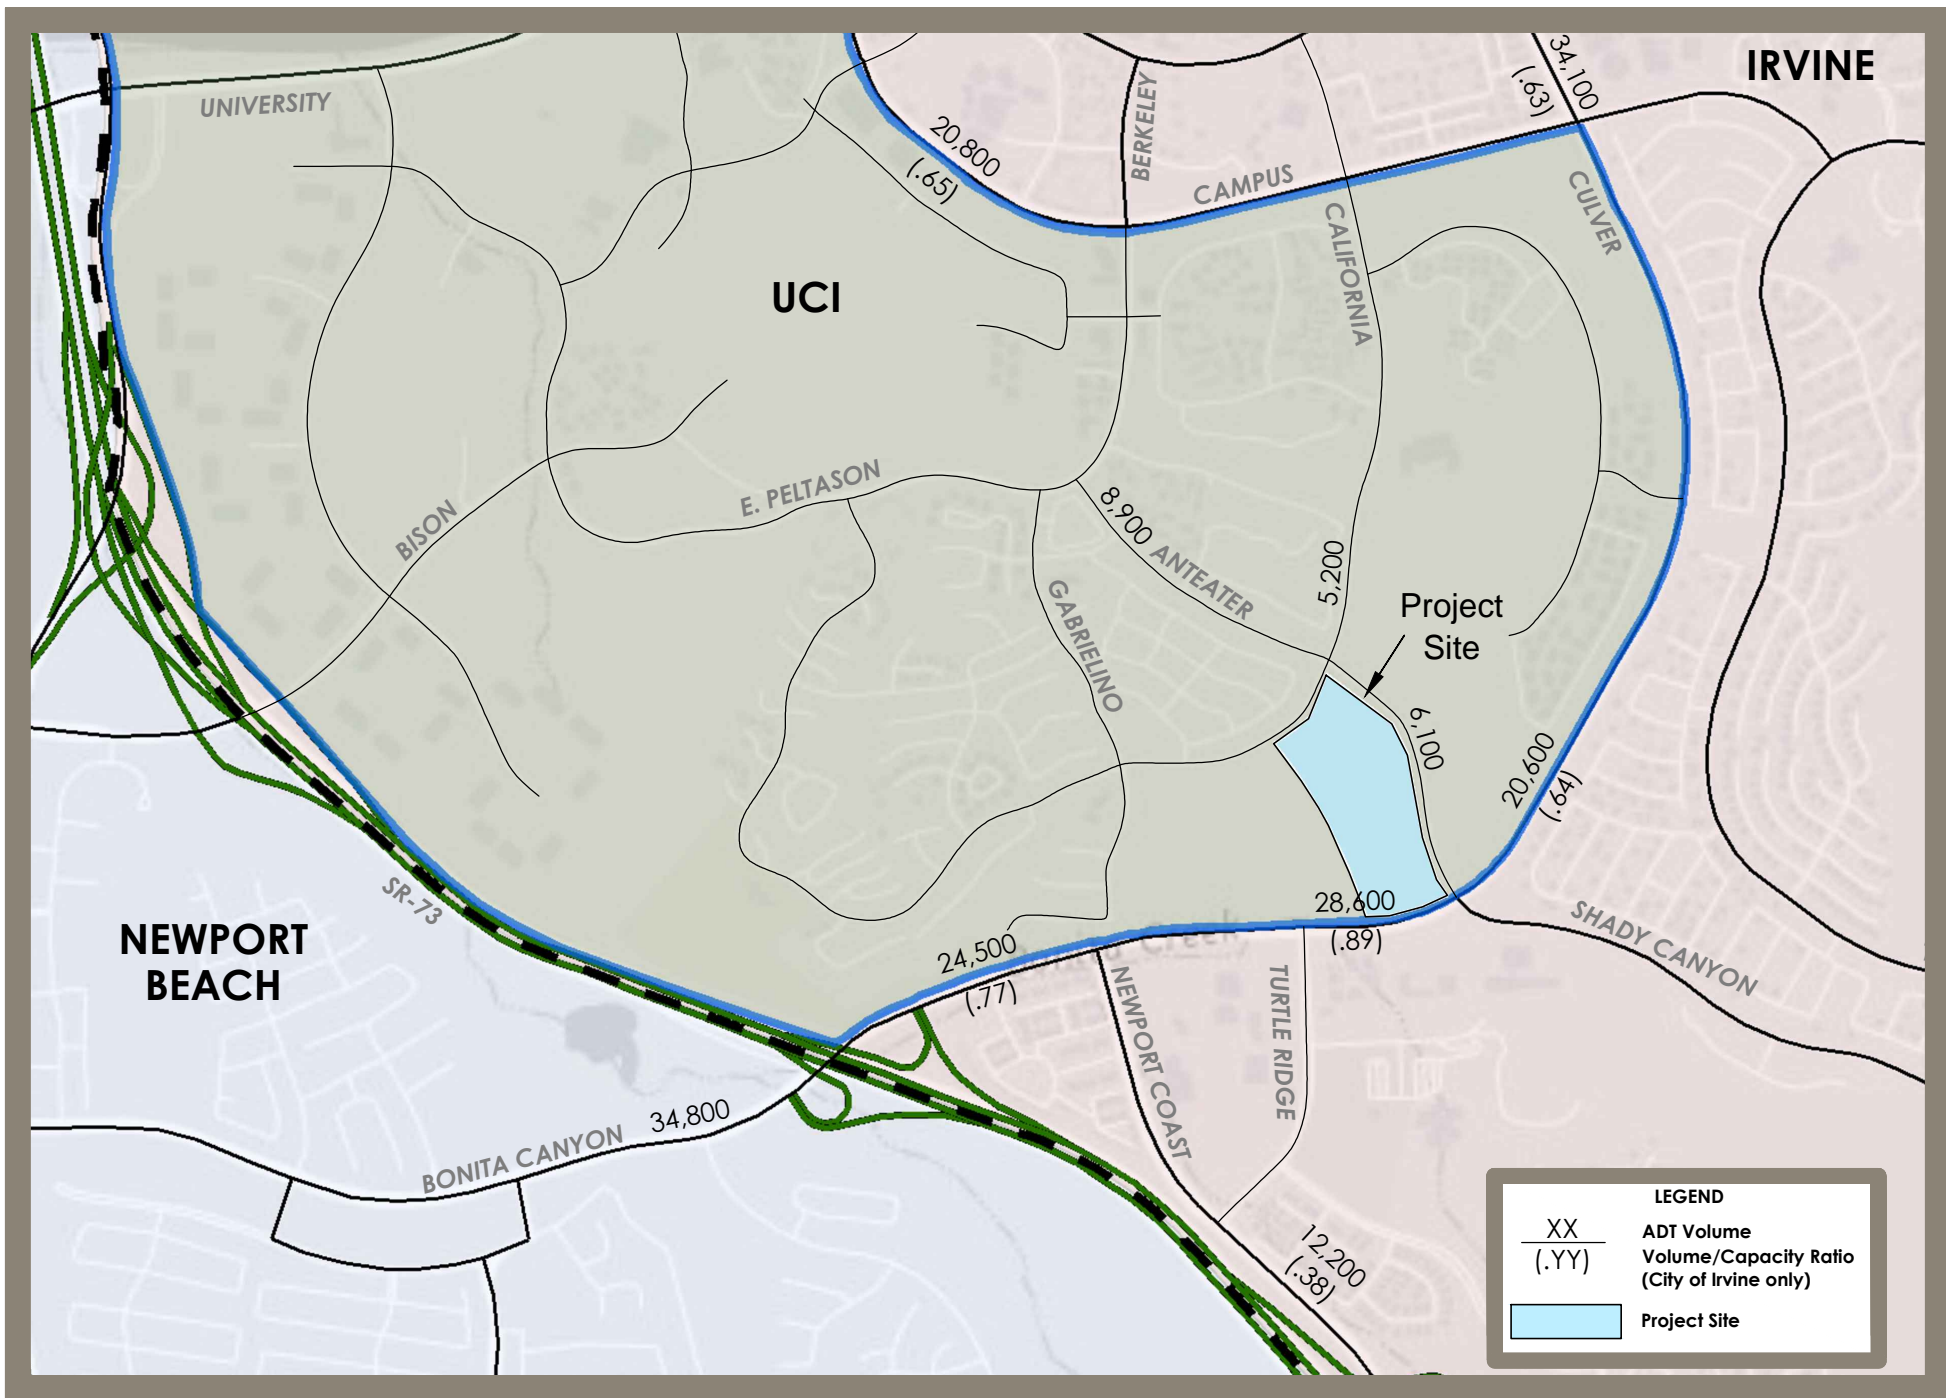 IRVINE
34,100
(.63)
UNIVERSITY
BERKELEY
20,800
(.65)
CAMPUS
CULVER
CALIFORNIA
UCI
E. PELTASON
BISON
8,900
ANTEATER
5,200
GABRIELINO
Project
Site
6,100
20,600
(.64)
SR-73
28,600
(.89)
NEWPORT
BEACH
24,500
(.77)
Creek
SHADY CANYON
NEWPORT COAST
TURTLE RIDGE
34,800
BONITA CANYON
12,200
(.38)
LEGEND
XX
ADT Volume
(.YY)
Volume/Capacity Ratio
(City of Irvine only)
Project Site